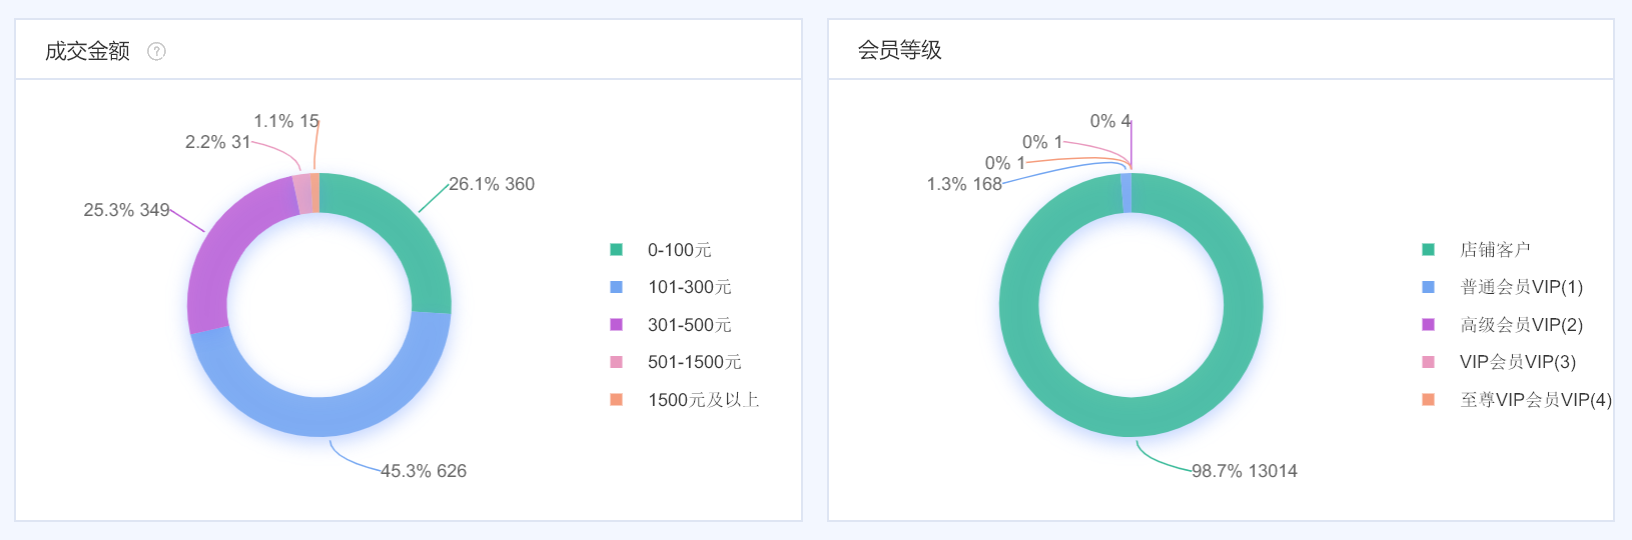 成交金额 ?
1.1% 15
2.2% 31
26.1% 360
25.3% 349
45.3% 626
0-100元
101-300元
301-500元
501-1500元
1500元及以上
会员等级
0% 4
0% 1
0% 1
1.3% 168
98.7% 13014
店铺客户
普通会员VIP(1)
高级会员VIP(2)
VIP会员VIP(3)
至尊VIP会员VIP(4)